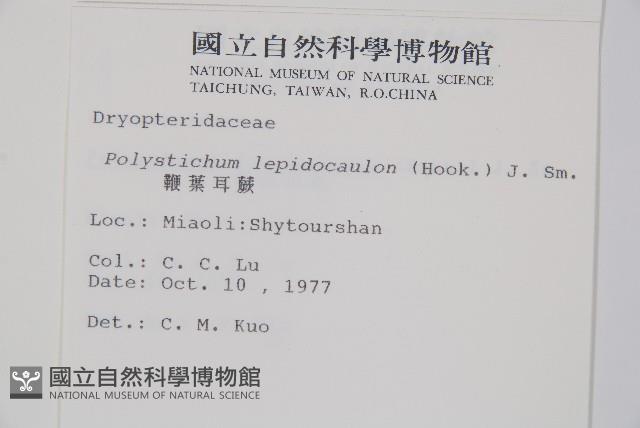 國立自然科學博物館
NATIONAL MUSEUM OF NATURAL SCIENCE
TAICHUNG, TAIWAN, R.O.CHINA
Dryopteridaceae
Polystichum lepidocaulon (Hook.) J. Sm.
鞭葉耳蕨
Loc.: Miaoli:Shytourshan
Col.: C. C. Lu
Date: Oct. 10 , 1977
Det.: C. M. Kuo
國立自然科學博物館
NATIONAL MUSEUM OF NATURAL SCIENCE